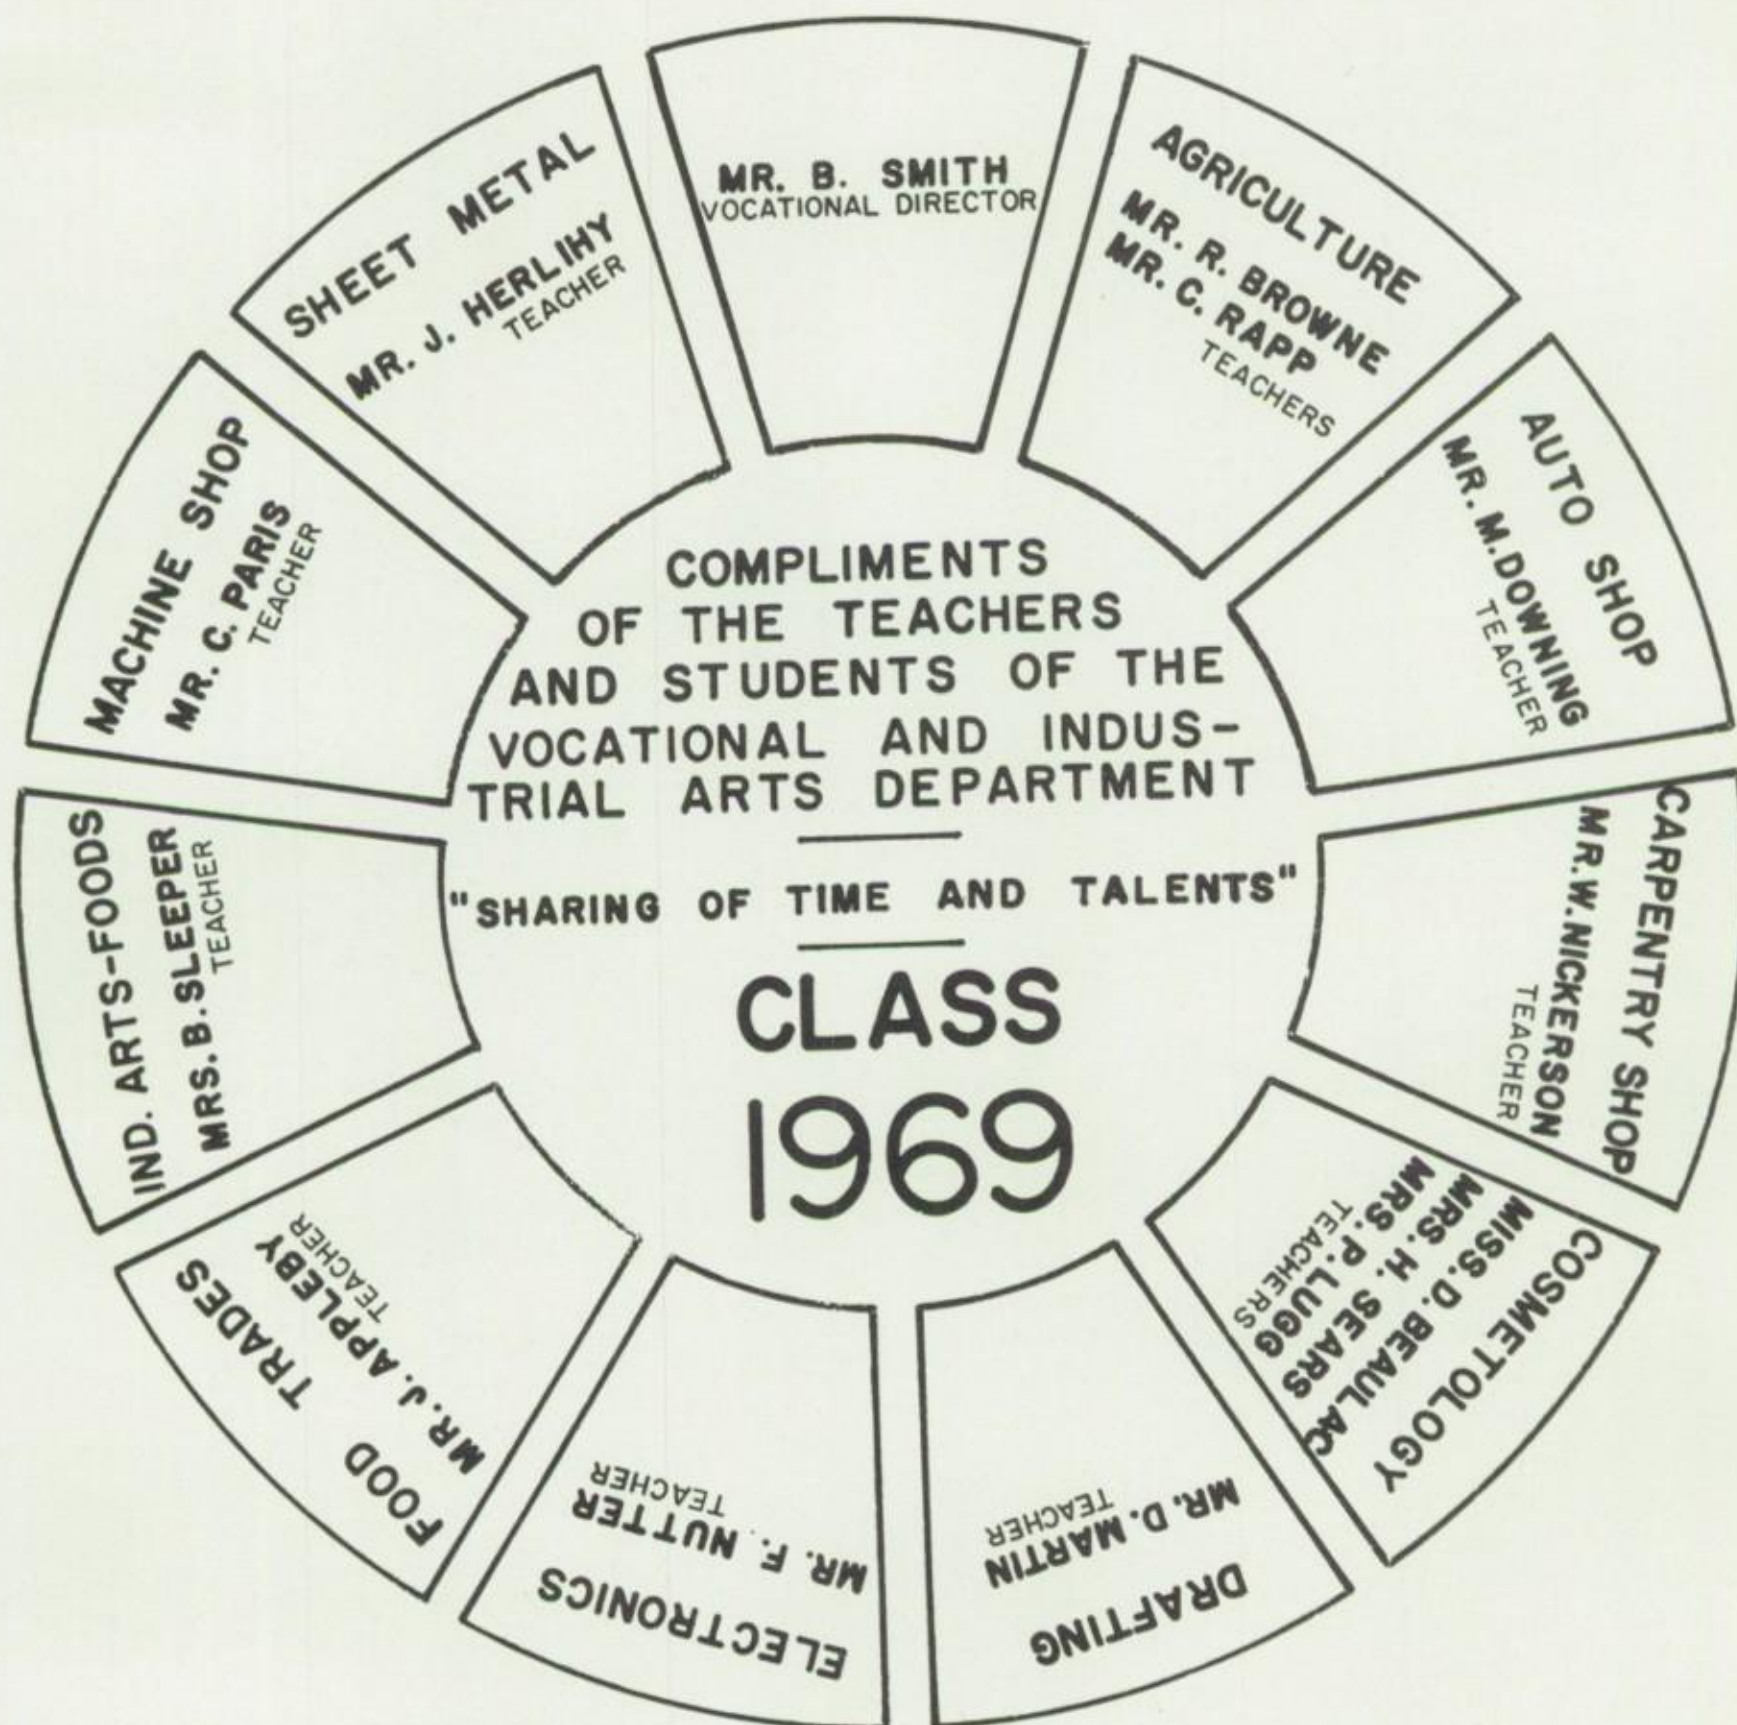 MR. B. SMITH
VOCATIONAL DIRECTOR
AGRICULTURE
MR. R. BROWNE
MR. C. RAPP
TEACHERS
AUTO SHOP
MR. M. DOWNING
TEACHER
CARPENTRY SHOP
MR. W. NICKERSON
TEACHER
COSMETOLOGY
MISS. D. BEAULAC
MRS. H. SEARS
MRS. P. LUGG
TEACHERS
DRAFTING
MR. D. MARTIN
TEACHER
ELECTRONICS
MR. F. NUTTER
TEACHER
FOOD TRADES
MR. J. APPLEBY
TEACHER
IND. ARTS-FOODS
MRS. B. SLEEPER
TEACHER
MACHINE SHOP
MR. C. PARIS
TEACHER
SHEET METAL
MR. J. HERLIHY
TEACHER
COMPLIMENTS
OF THE TEACHERS
AND STUDENTS OF THE
VOCATIONAL AND INDUS-
TRIAL ARTS DEPARTMENT
"SHARING OF TIME AND TALENTS"
CLASS
1969